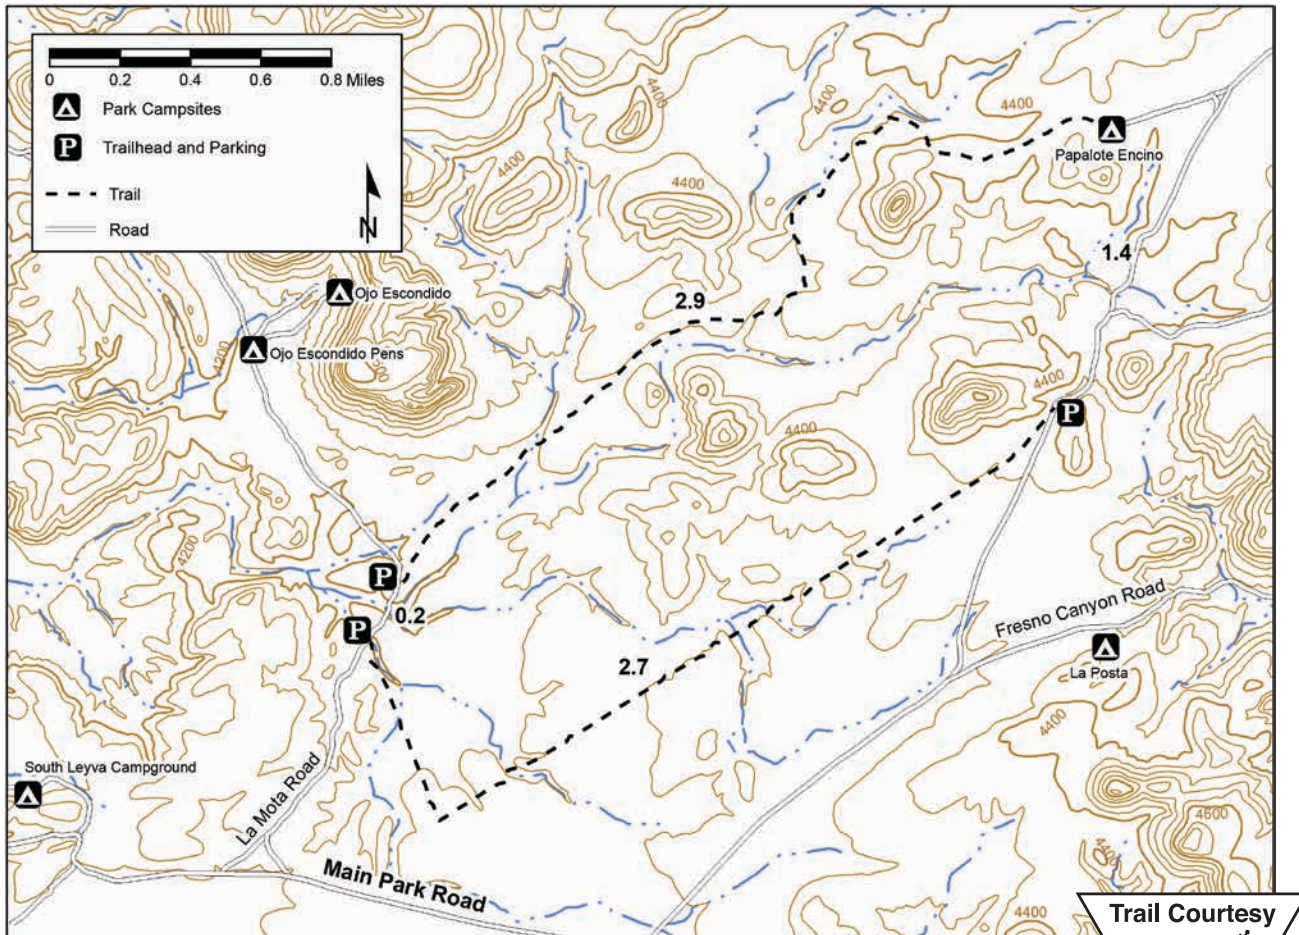 0 0.2 0.4 0.6 0.8 Miles
Park Campsites
P Trailhead and Parking
Trail
Road
N
4400
4400
4400
4400
4400
Papalote Encino
1.4
Ojo Escondido
2.9
4200
Ojo Escondido Pens
4400
P
4400
4200
4200
P
0.2
P
Fresno Canyon Road
2.7
La Posta
4400
South Leyva Campground
La Mota Road
4600
Main Park Road
4400
Trail Courtesy